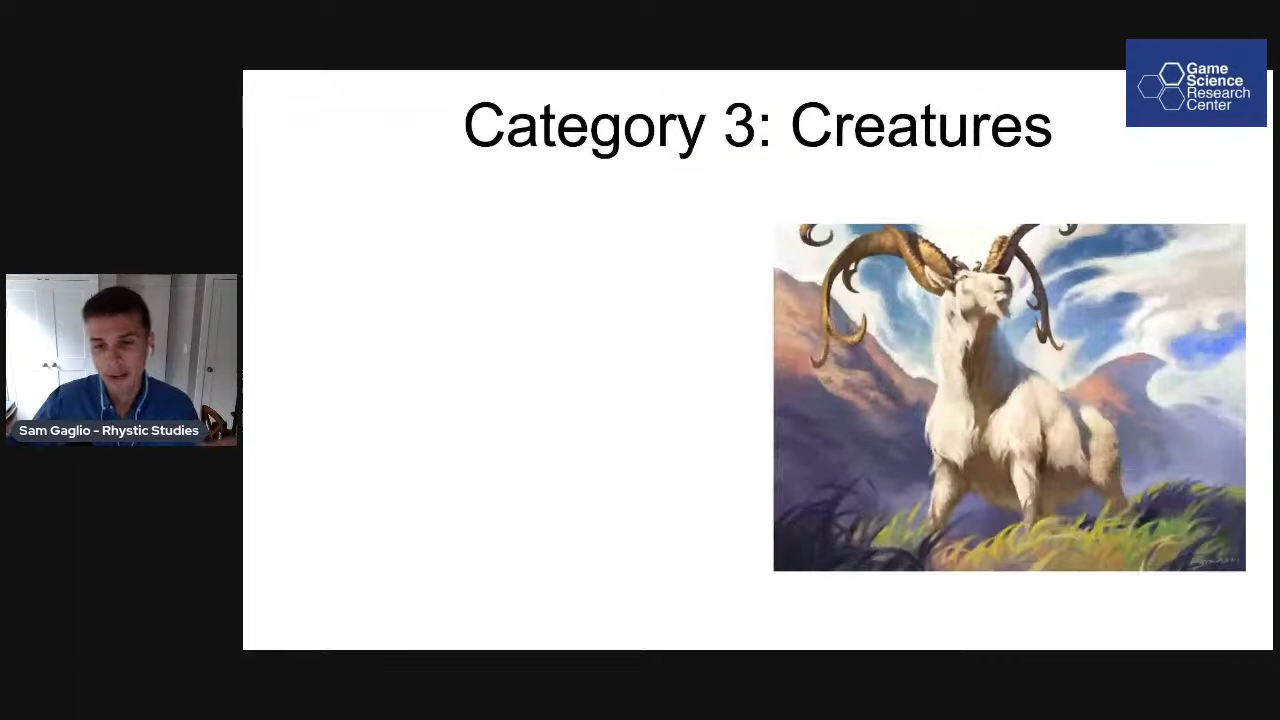 Game
Science
Research
Center
Category 3: Creatures
Sam Gaglio - Rhystic Studies